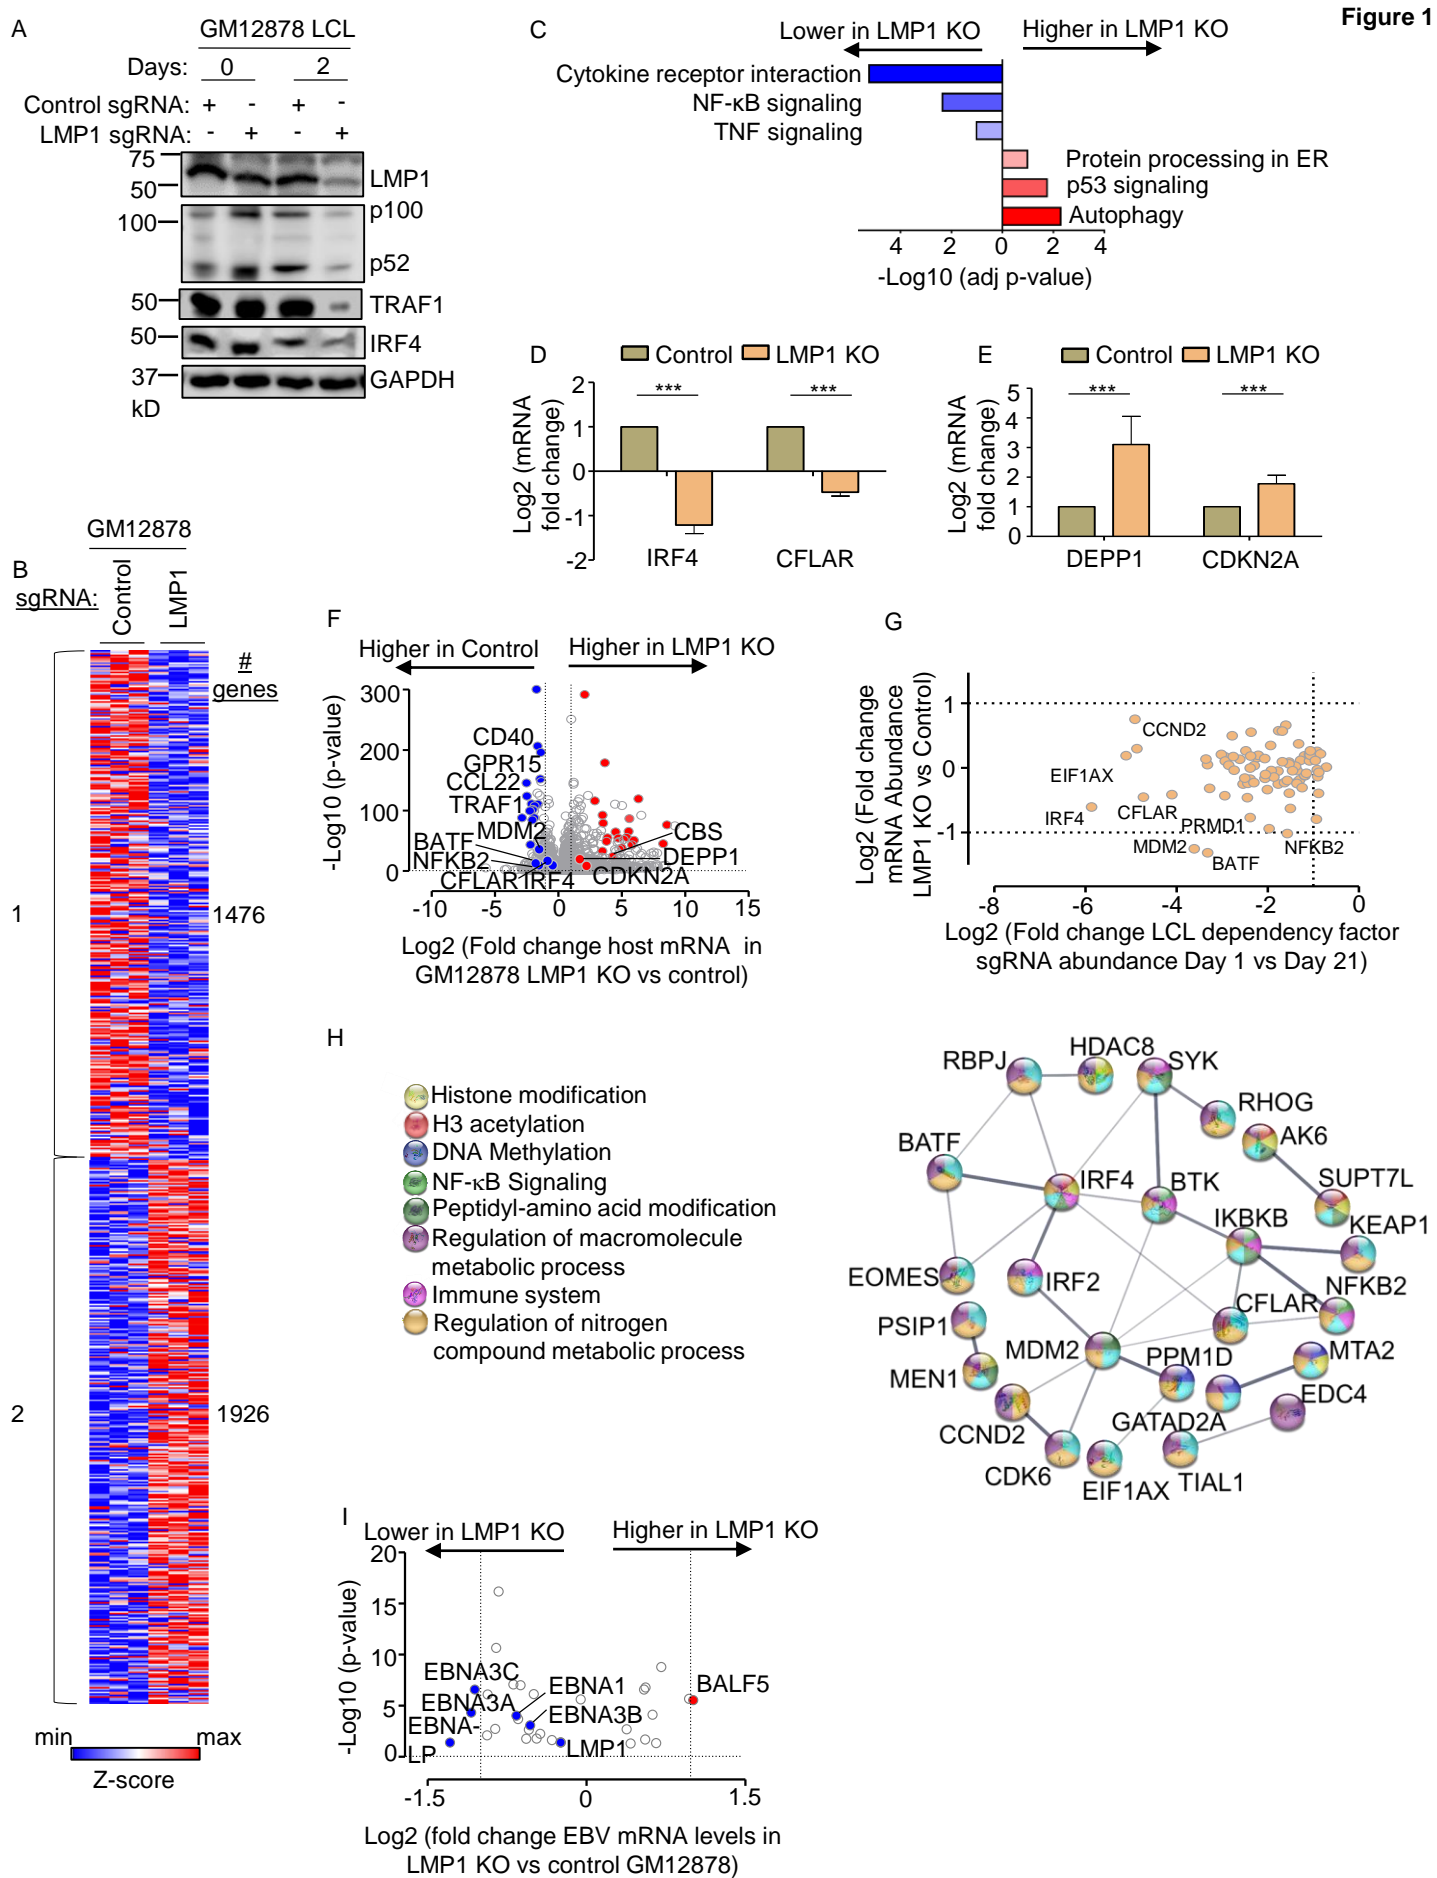 Figure 1
A
GM12878 LCL
Days: 0 2
Control sgRNA: + - + -
LMP1 sgRNA: - + - +
75
50
LMP1
100
p100
p52
50
TRAF1
50
IRF4
37
GAPDH
kD
B
GM12878
sgRNA:
Control
LMP1
#
genes
1
1476
2
1926
min
max
Z-score
C
Lower in LMP1 KO
Higher in LMP1 KO
Cytokine receptor interaction
NF-κB signaling
TNF signaling
Protein processing in ER
p53 signaling
Autophagy
4 2 0 2 4
-Log10 (adj p-value)
D
Control LMP1 KO
*** ***
2
1
0
-1
-2
Log2 (mRNA
fold change)
IRF4 CFLAR
E
Control LMP1 KO
*** ***
5
4
3
2
1
0
Log2 (mRNA
fold change)
DEPP1 CDKN2A
F
Higher in Control
Higher in LMP1 KO
300
200
100
0
-Log10 (p-value)
CD40
GPR15
CCL22
TRAF1
MDM2
BATF
NFKB2
CFLAR
IRF4
CBS
DEPP1
CDKN2A
-10 -5 0 5 10 15
Log2 (Fold change host mRNA in
GM12878 LMP1 KO vs control)
G
Log2 (Fold change
mRNA Abundance
LMP1 KO vs Control)
1
0
-1
CCND2
EIF1AX
IRF4
CFLAR
PRMD1
MDM2
BATF
NFKB2
-8 -6 -4 -2 0
Log2 (Fold change LCL dependency factor
sgRNA abundance Day 1 vs Day 21)
H
Histone modification
H3 acetylation
DNA Methylation
NF-κB Signaling
Peptidyl-amino acid modification
Regulation of macromolecule
metabolic process
Immune system
Regulation of nitrogen
compound metabolic process
RBPJ
HDAC8
SYK
RHOG
AK6
BATF
IRF4
BTK
SUPT7L
IKBKB
KEAP1
EOMES
IRF2
NFKB2
CFLAR
PSIP1
MDM2
PPM1D
MTA2
MEN1
EDC4
GATAD2A
CCND2
CDK6
EIF1AX
TIAL1
I
Lower in LMP1 KO
Higher in LMP1 KO
20
15
10
5
0
-Log10 (p-value)
EBNA3C
EBNA3A
EBNA-
LP
EBNA1
EBNA3B
LMP1
BALF5
-1.5 0 1.5
Log2 (fold change EBV mRNA levels in
LMP1 KO vs control GM12878)